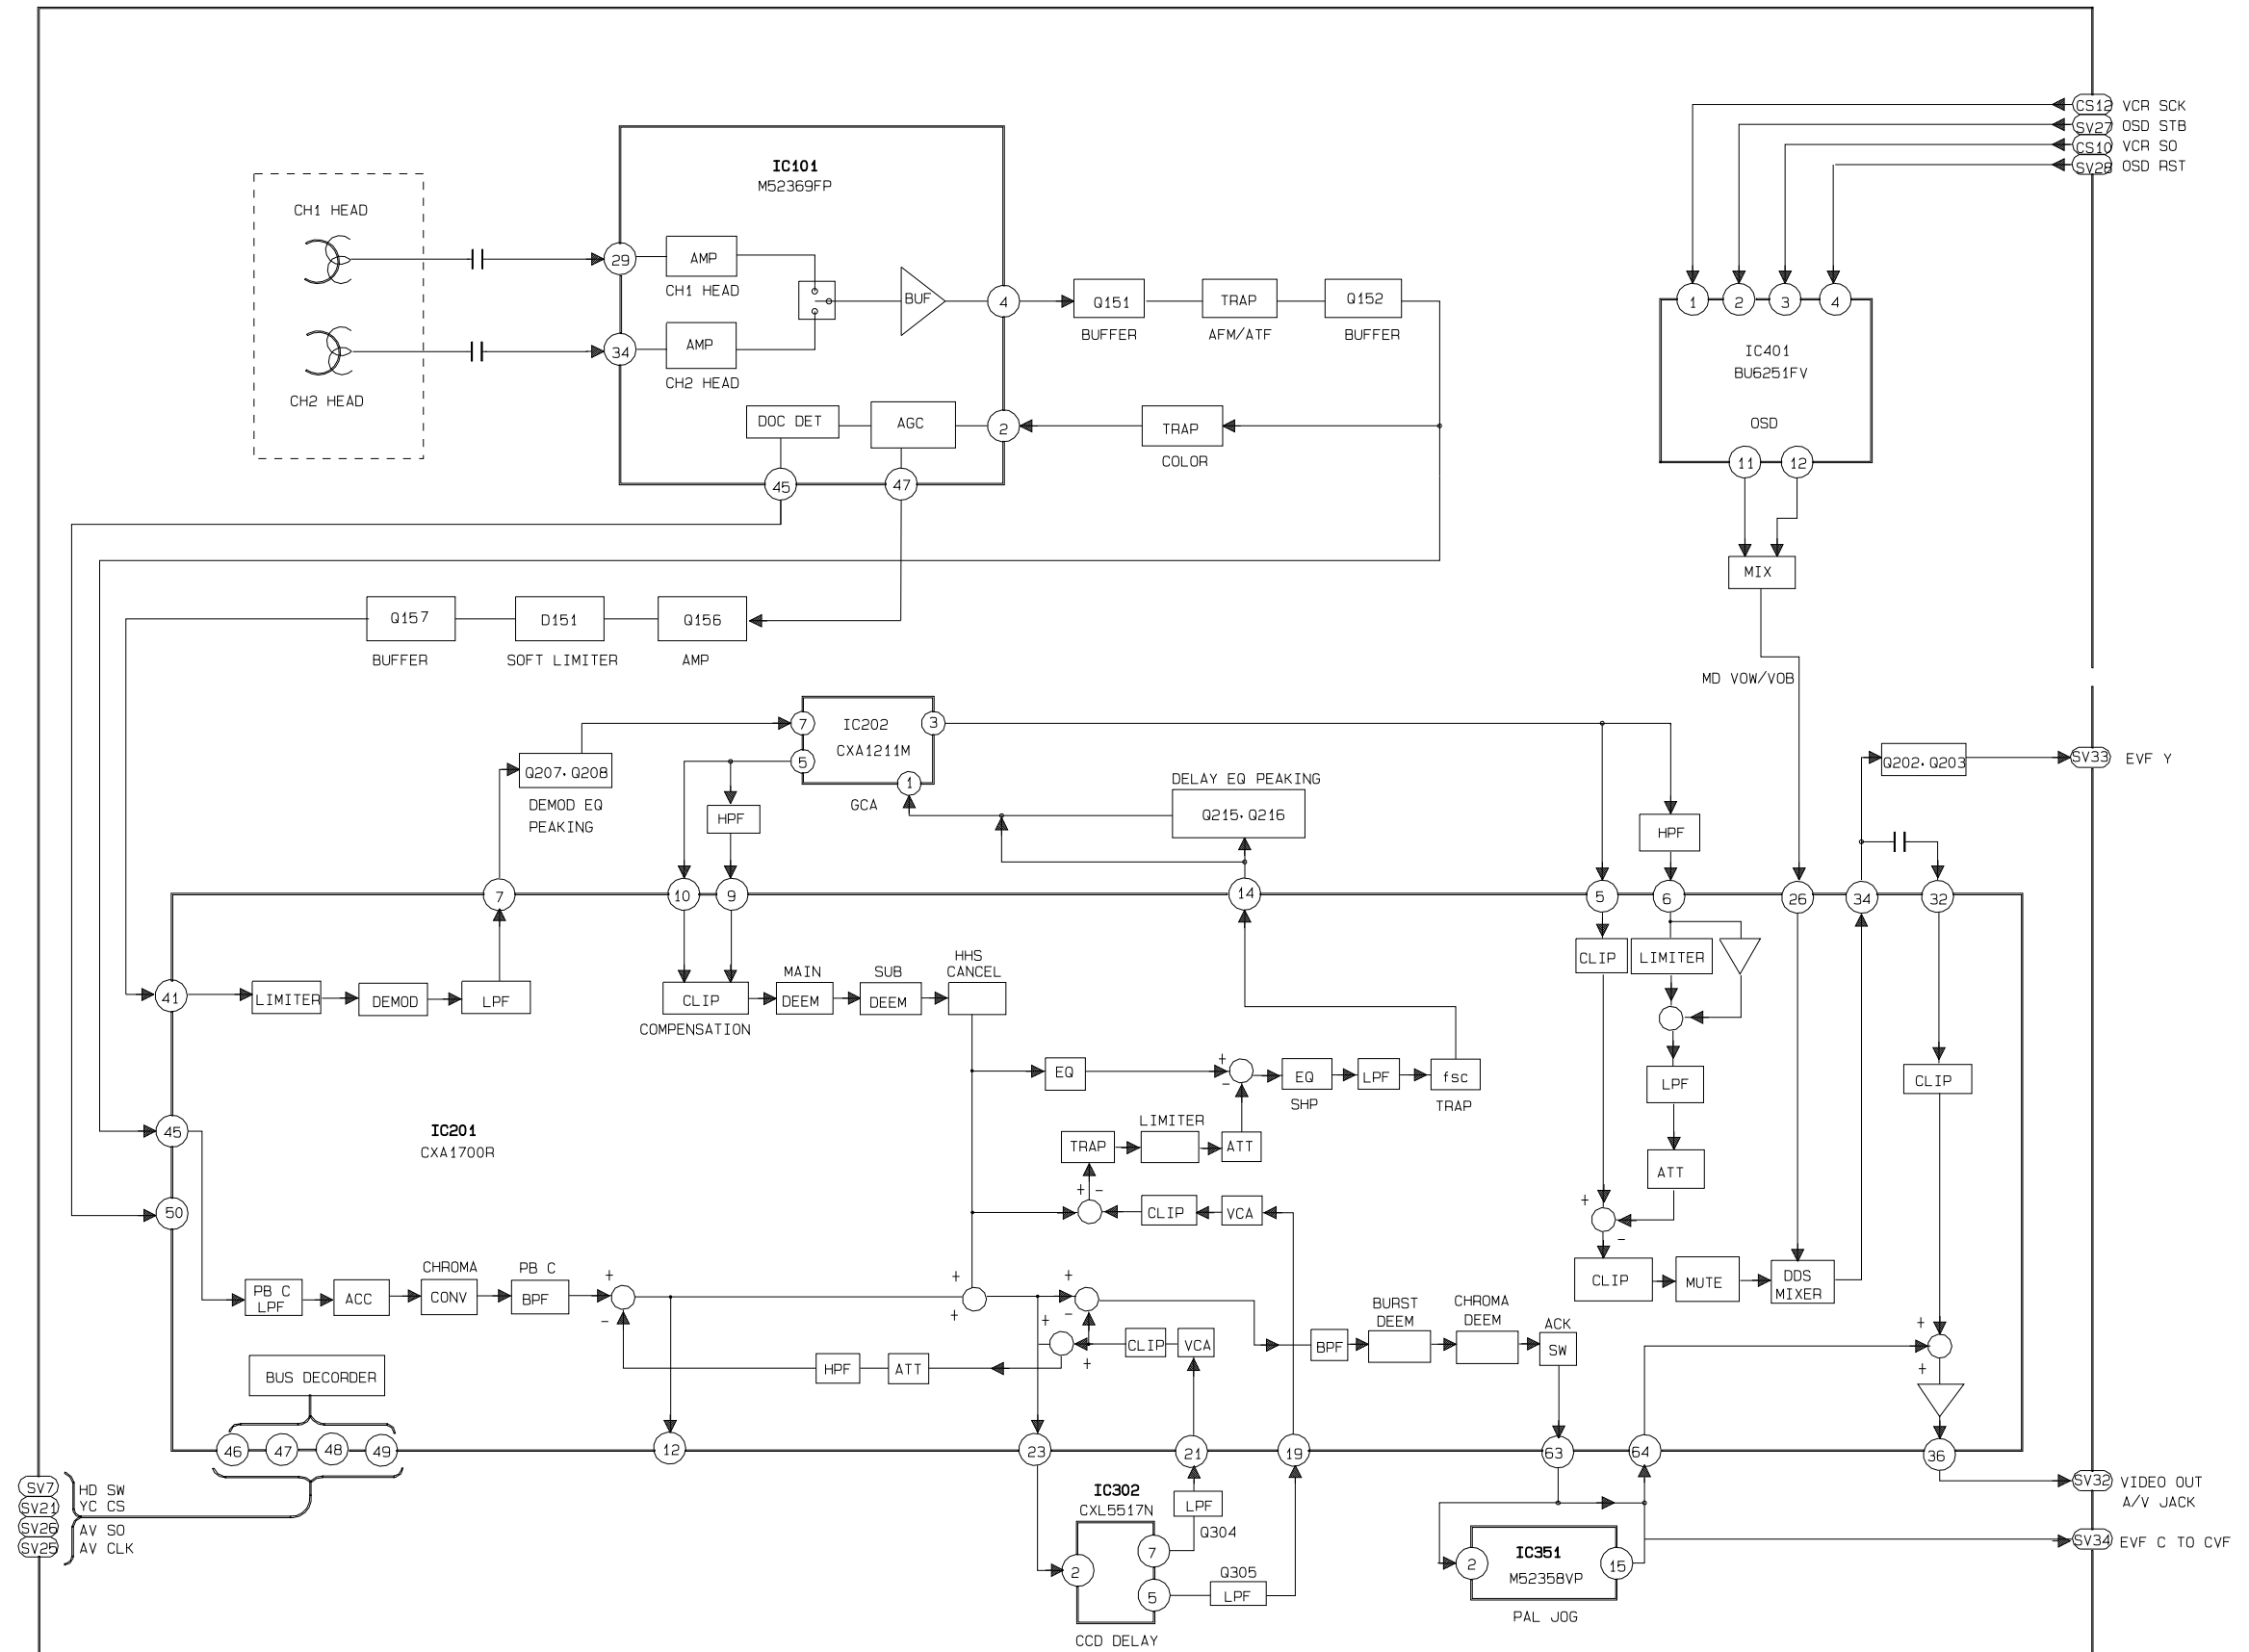 CS12 VCR SCK
SV27 OSD STB
CS10 VCR SO
SV28 OSD RST
IC101
M52369FP
CH1 HEAD
29
AMP
CH1 HEAD
BUF
4
Q151
BUFFER
TRAP
AFM/ATF
Q152
BUFFER
1
2
3
4
34
AMP
CH2 HEAD
CH2 HEAD
IC401
BU6251FV
OSD
11
12
DOC DET
AGC
2
TRAP
COLOR
45
47
MIX
Q157
BUFFER
D151
SOFT LIMITER
Q156
AMP
MD VOW/VOB
7
IC202
3
CXA1211M
5
1
GCA
Q207.Q208
DEMOD EQ
PEAKING
HPF
DELAY EQ PEAKING
Q215.Q216
HPF
Q202.Q203
SV33 EVF Y
7
10
9
14
5
6
26
34
32
41
LIMITER
DEMOD
LPF
CLIP
COMPENSATION
MAIN
DEEM
SUB
DEEM
HHS
CANCEL
CLIP
LIMITER
EQ
+
-
EQ
SHP
LPF
fsc
TRAP
LPF
CLIP
45
IC201
CXA1700R
TRAP
LIMITER
ATT
ATT
50
+ -
CLIP
VCA
+
-
PB C
LPF
ACC
CHROMA
CONV
PB C
BPF
+
-
+
+
+
-
+
+
CLIP
VCA
HPF
ATT
BPF
BURST
DEEM
CHROMA
DEEM
ACK
SW
CLIP
MUTE
DDS
MIXER
+
+
BUS DECORDER
46
47
48
49
12
23
21
19
63
64
36
SV7 HD SW
SV21 YC CS
SV26 AV SO
SV25 AV CLK
IC302
CXL5517N
LPF
Q304
7
2
5
Q305
LPF
CCD DELAY
2
IC351
15
M52358VP
PAL JOG
SV32 VIDEO OUT
A/V JACK
SV34 EVF C TO CVF